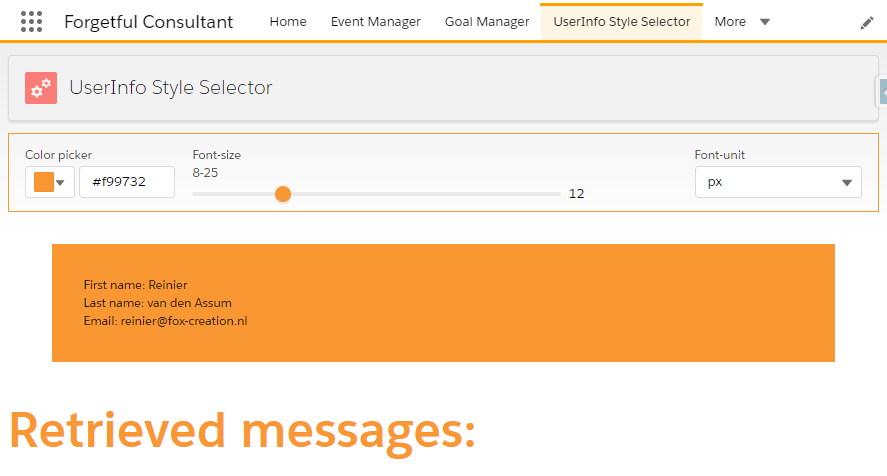 Forgetful Consultant Home Event Manager Goal Manager UserInfo Style Selector More
UserInfo Style Selector
Color picker Font-size Font-unit
8-25
#f99732 12 px
First name: Reinier
Last name: van den Assum
Email: reinier@fox-creation.nl
Retrieved messages: